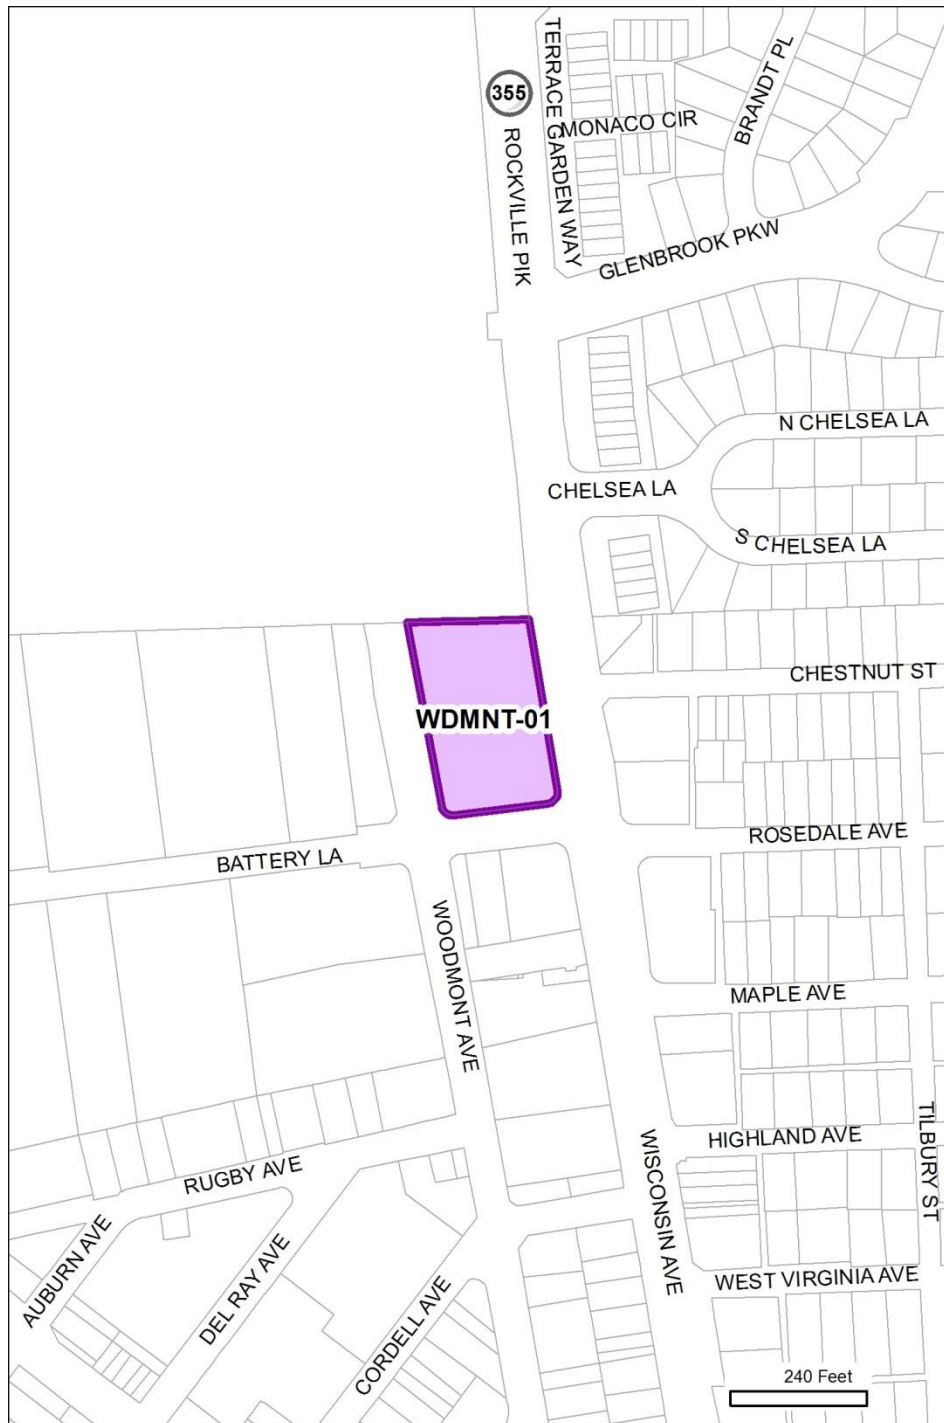 TERRACE GARDEN WAY
355
BRANDT PL
MONACO CIR
ROCKVILLE PIK
GLENBROOK PKW
N CHELSEA LA
CHELSEA LA
S CHELSEA LA
CHESTNUT ST
WDMNT-01
ROSEDALE AVE
BATTERY LA
WOODMONT AVE
MAPLE AVE
TILBURY ST
HIGHLAND AVE
WISCONSIN AVE
RUGBY AVE
AUBURN AVE
DEL RAY AVE
CORDELL AVE
WEST VIRGINIA AVE
240 Feet